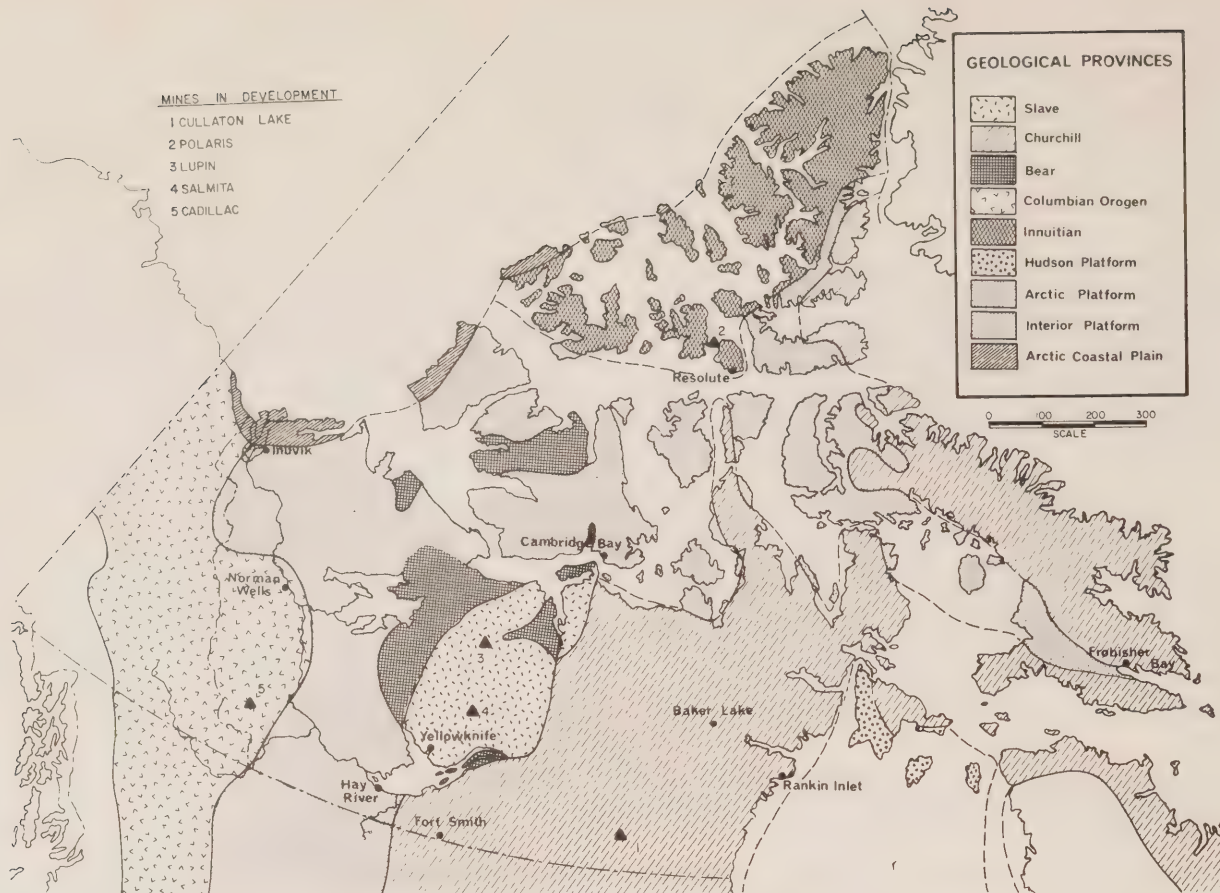 MINES IN DEVELOPMENT
1 CULLATON LAKE
2 POLARIS
3 LUPIN
4 SALMITA
5 CADILLAC
GEOLOGICAL PROVINCES
Slave
Churchill
Bear
Columbian Orogen
Innuitian
Hudson Platform
Arctic Platform
Interior Platform
Arctic Coastal Plain
0 100 200 300
SCALE
2
Resolute
Inuvik
Cambridge Bay
Norman
Wells
3
Frobisher
Bay
5
4
Baker Lake
Yellowknife
Hay
River
Rankin Inlet
Fort Smith